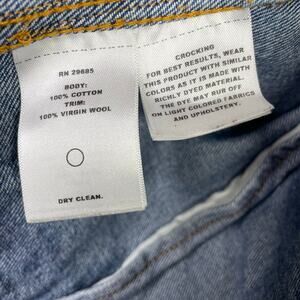 RN 29685
BODY:
100% COTTON
TRIM:
100% VIRGIN WOOL
DRY CLEAN.
CROCKING
FOR BEST RESULTS, WEAR
THIS PRODUCT WITH SIMILAR
COLORS AS IT IS MADE WITH
RICHLY DYED MATERIAL.
THE DYE MAY RUB OFF
ON LIGHT COLORED FABRICS
AND UPHOLSTERY.